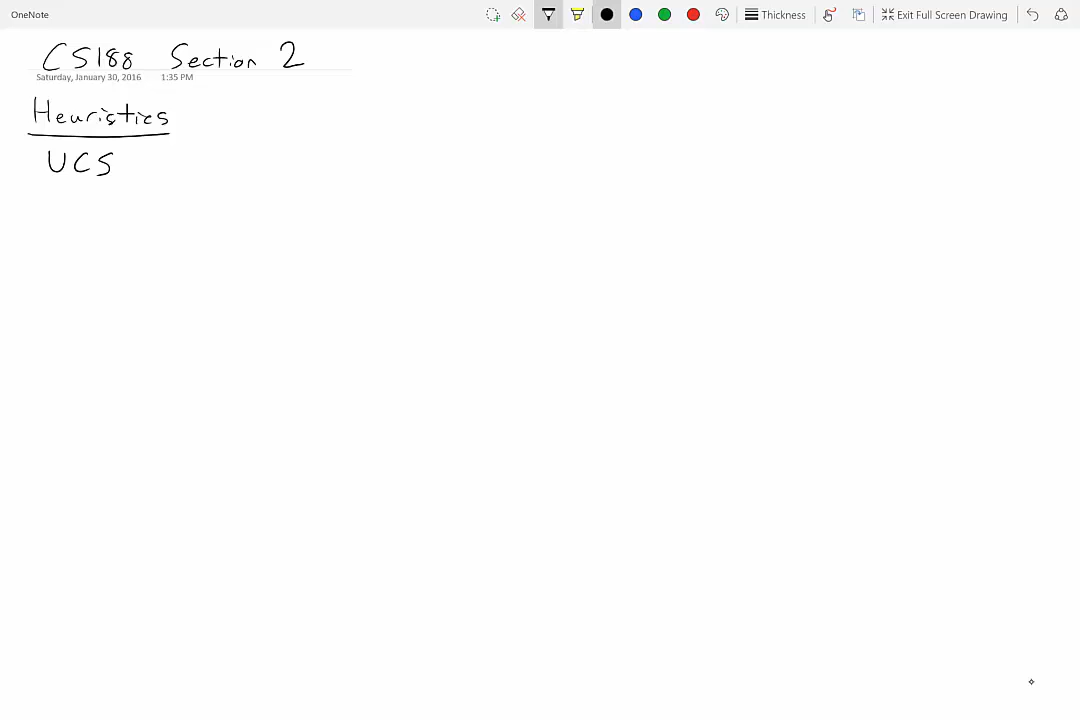 OneNote
Thickness
Exit Full Screen Drawing
CS188 Section 2
Saturday, January 30, 2016 1:35 PM
Heuristics
UCS